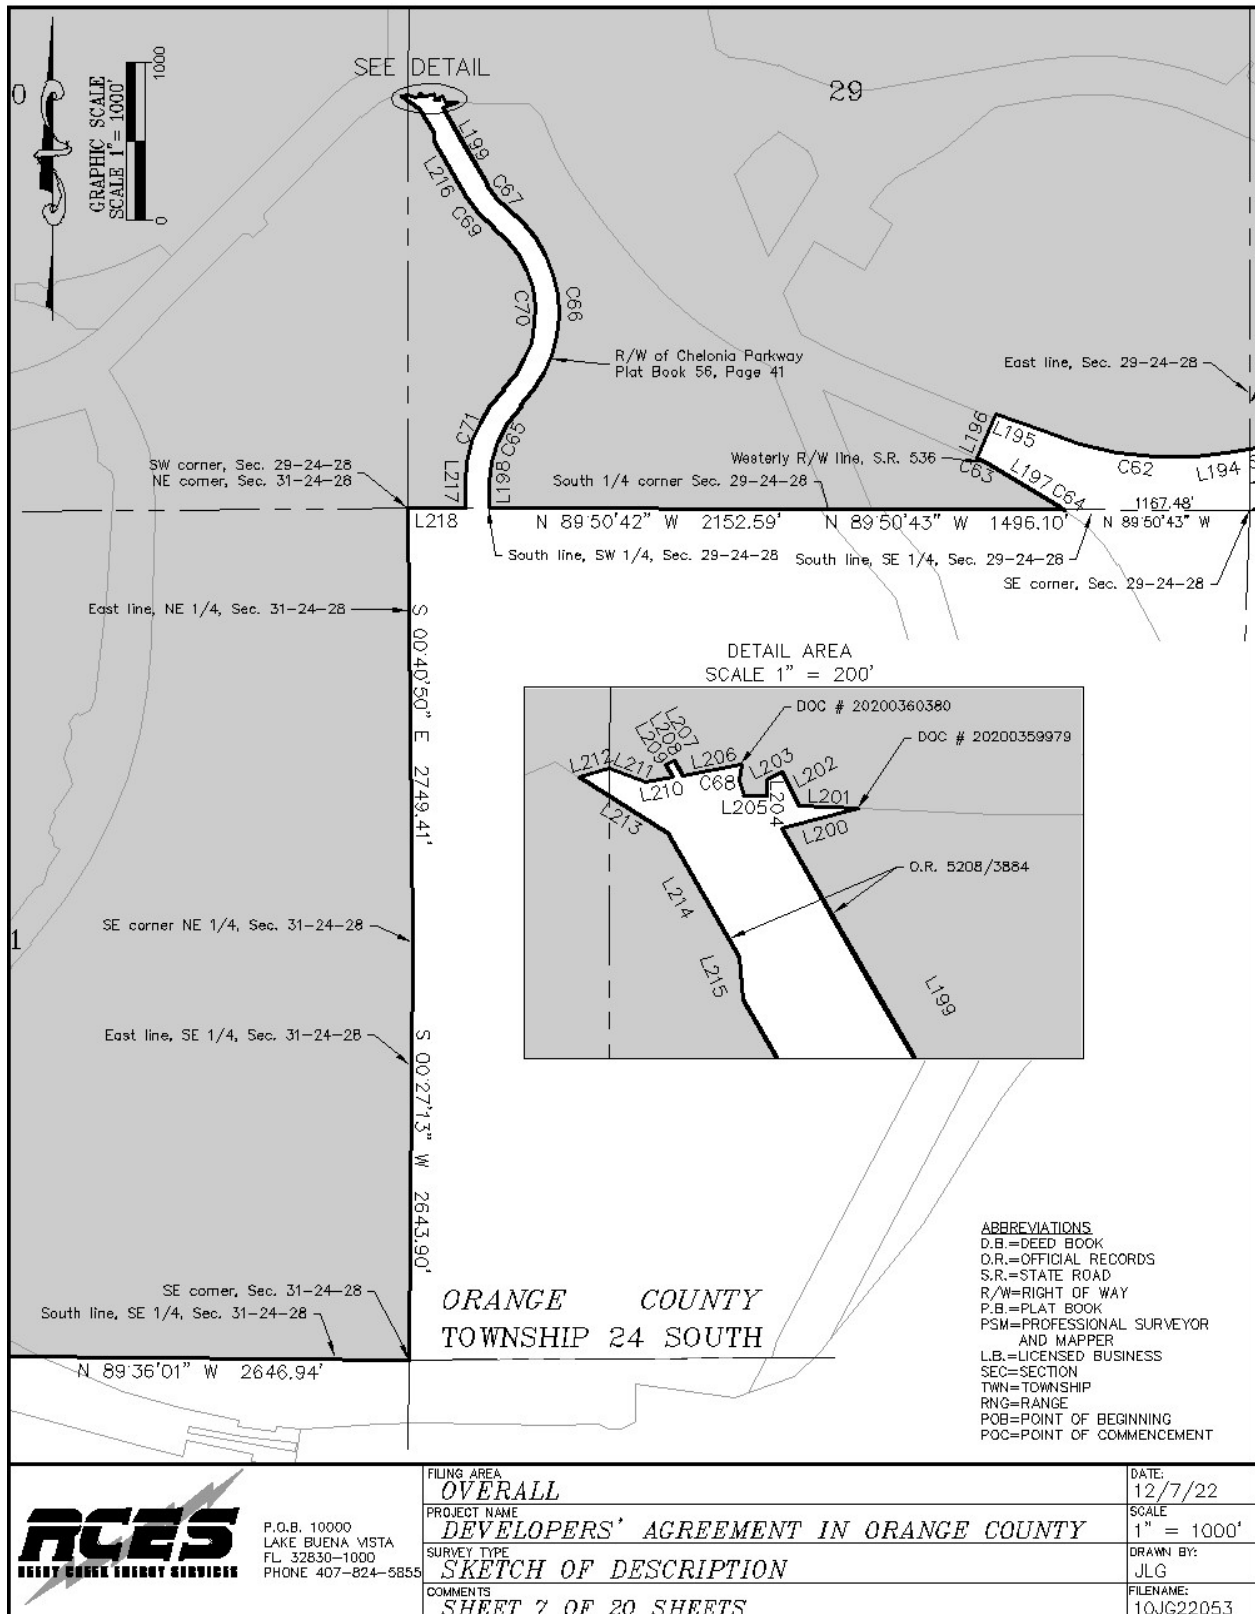 SEE DETAIL
29
0
GRAPHIC SCALE
SCALE 1" = 1000'
1000
0
L199
C67
L216
C69
C70
C66
R/W of Chelonia Parkway
Plat Book 56, Page 41
East line, Sec. 29-24-28
L196
L195
C71
C65
Westerly R/W line, S.R. 536
C63
L197
C62
L194
C64
SW corner, Sec. 29-24-28
NE corner, Sec. 31-24-28
L217
L198
South 1/4 corner Sec. 29-24-28
1167.48'
L218
N 89°50'42" W 2152.59'
N 89°50'43" W 1496.10'
N 89°50'43" W
South line, SW 1/4, Sec. 29-24-28
South line, SE 1/4, Sec. 29-24-28
SE corner, Sec. 29-24-28
East line, NE 1/4, Sec. 31-24-28
S 00°40'50" E 2749.41'
DETAIL AREA
SCALE 1" = 200'
DOC # 20200360380
DOC # 20200359979
L207
L208
L209
L212
L211
L210
L206
C68
L203
L202
L204
L205
L201
L200
L213
O.R. 5208/3884
L214
L215
L199
SE corner NE 1/4, Sec. 31-24-28
1
East line, SE 1/4, Sec. 31-24-28
S 00°27'13" W 2643.90'
SE corner, Sec. 31-24-28
South line, SE 1/4, Sec. 31-24-28
N 89°36'01" W 2646.94'
ORANGE COUNTY
TOWNSHIP 24 SOUTH
ABBREVIATIONS
D.B.=DEED BOOK
O.R.=OFFICIAL RECORDS
S.R.=STATE ROAD
R/W=RIGHT OF WAY
P.B.=PLAT BOOK
PSM=PROFESSIONAL SURVEYOR
AND MAPPER
L.B.=LICENSED BUSINESS
SEC=SECTION
TWN=TOWNSHIP
RNG=RANGE
POB=POINT OF BEGINNING
POC=POINT OF COMMENCEMENT
RCES
REEDY CREEK ENERGY SERVICES
P.O.B. 10000
LAKE BUENA VISTA
FL 32830-1000
PHONE 407-824-5855
FILING AREA
OVERALL
PROJECT NAME
DEVELOPERS' AGREEMENT IN ORANGE COUNTY
SURVEY TYPE
SKETCH OF DESCRIPTION
COMMENTS
SHEET 7 OF 20 SHEETS
DATE:
12/7/22
SCALE
1" = 1000'
DRAWN BY:
JLG
FILENAME:
10JG22053